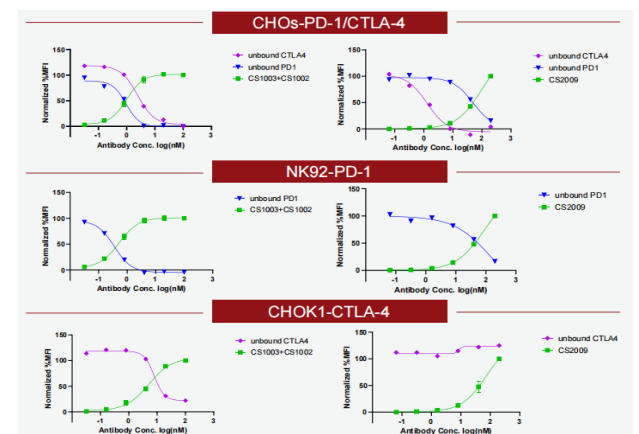 CHOs-PD-1/CTLA-4
150
100
50
0
Normalized %MFI
-1 0 1 2 3
Antibody Conc. log(nM)
unbound CTLA4
unbound PD1
CS1003+CS1002
150
100
50
0
Normalized %MFI
-1 0 1 2 3
Antibody Conc. log(nM)
unbound CTLA4
unbound PD1
CS2009
NK92-PD-1
150
100
50
0
Normalized %MFI
-1 0 1 2 3
Antibody Conc. log(nM)
unbound PD1
CS1003+CS1002
150
100
50
0
Normalized %MFI
-1 0 1 2 3
Antibody Conc. log(nM)
unbound PD1
CS2009
CHOK1-CTLA-4
150
100
50
0
Normalized %MFI
-1 0 1 2 3
Antibody Conc. log(nM)
unbound CTLA4
CS1003+CS1002
150
100
50
0
Normalized %MFI
-1 0 1 2 3
Antibody Conc. log(nM)
unbound CTLA4
CS2009